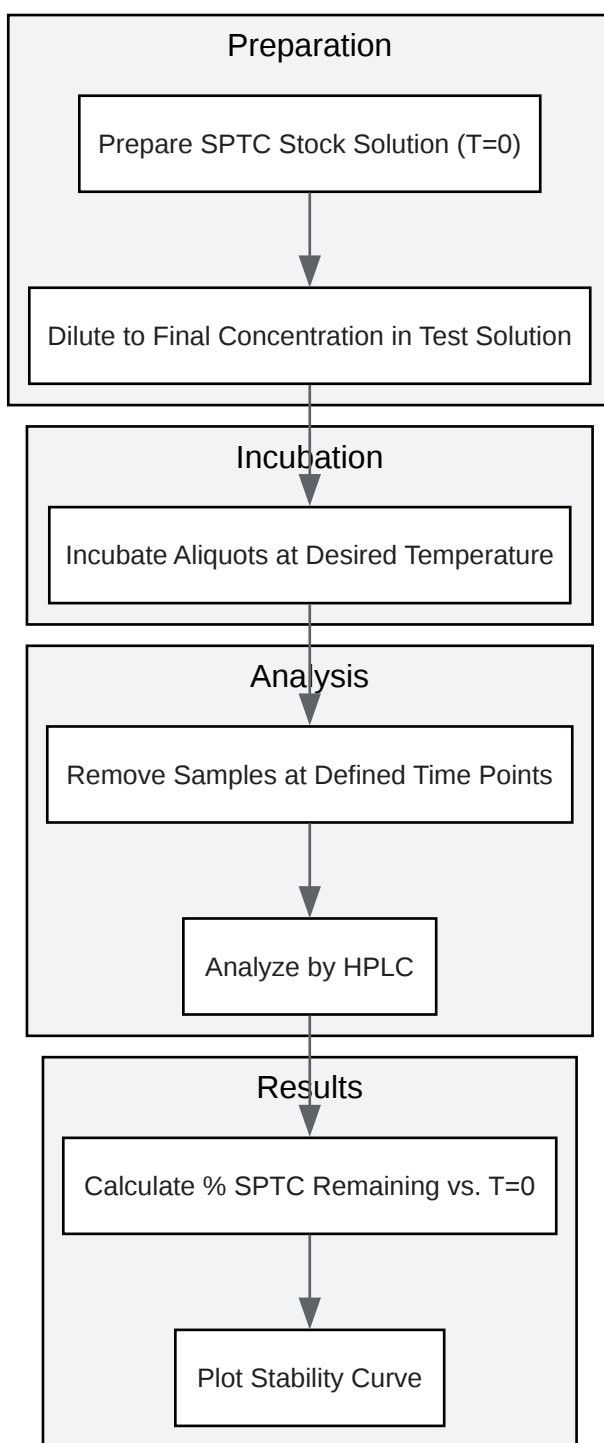 Preparation
Prepare SPTC Stock Solution (T=0)
Dilute to Final Concentration in Test Solution
Incubation
Incubate Aliquots at Desired Temperature
Analysis
Remove Samples at Defined Time Points
Analyze by HPLC
Results
Calculate % SPTC Remaining vs. T=0
Plot Stability Curve